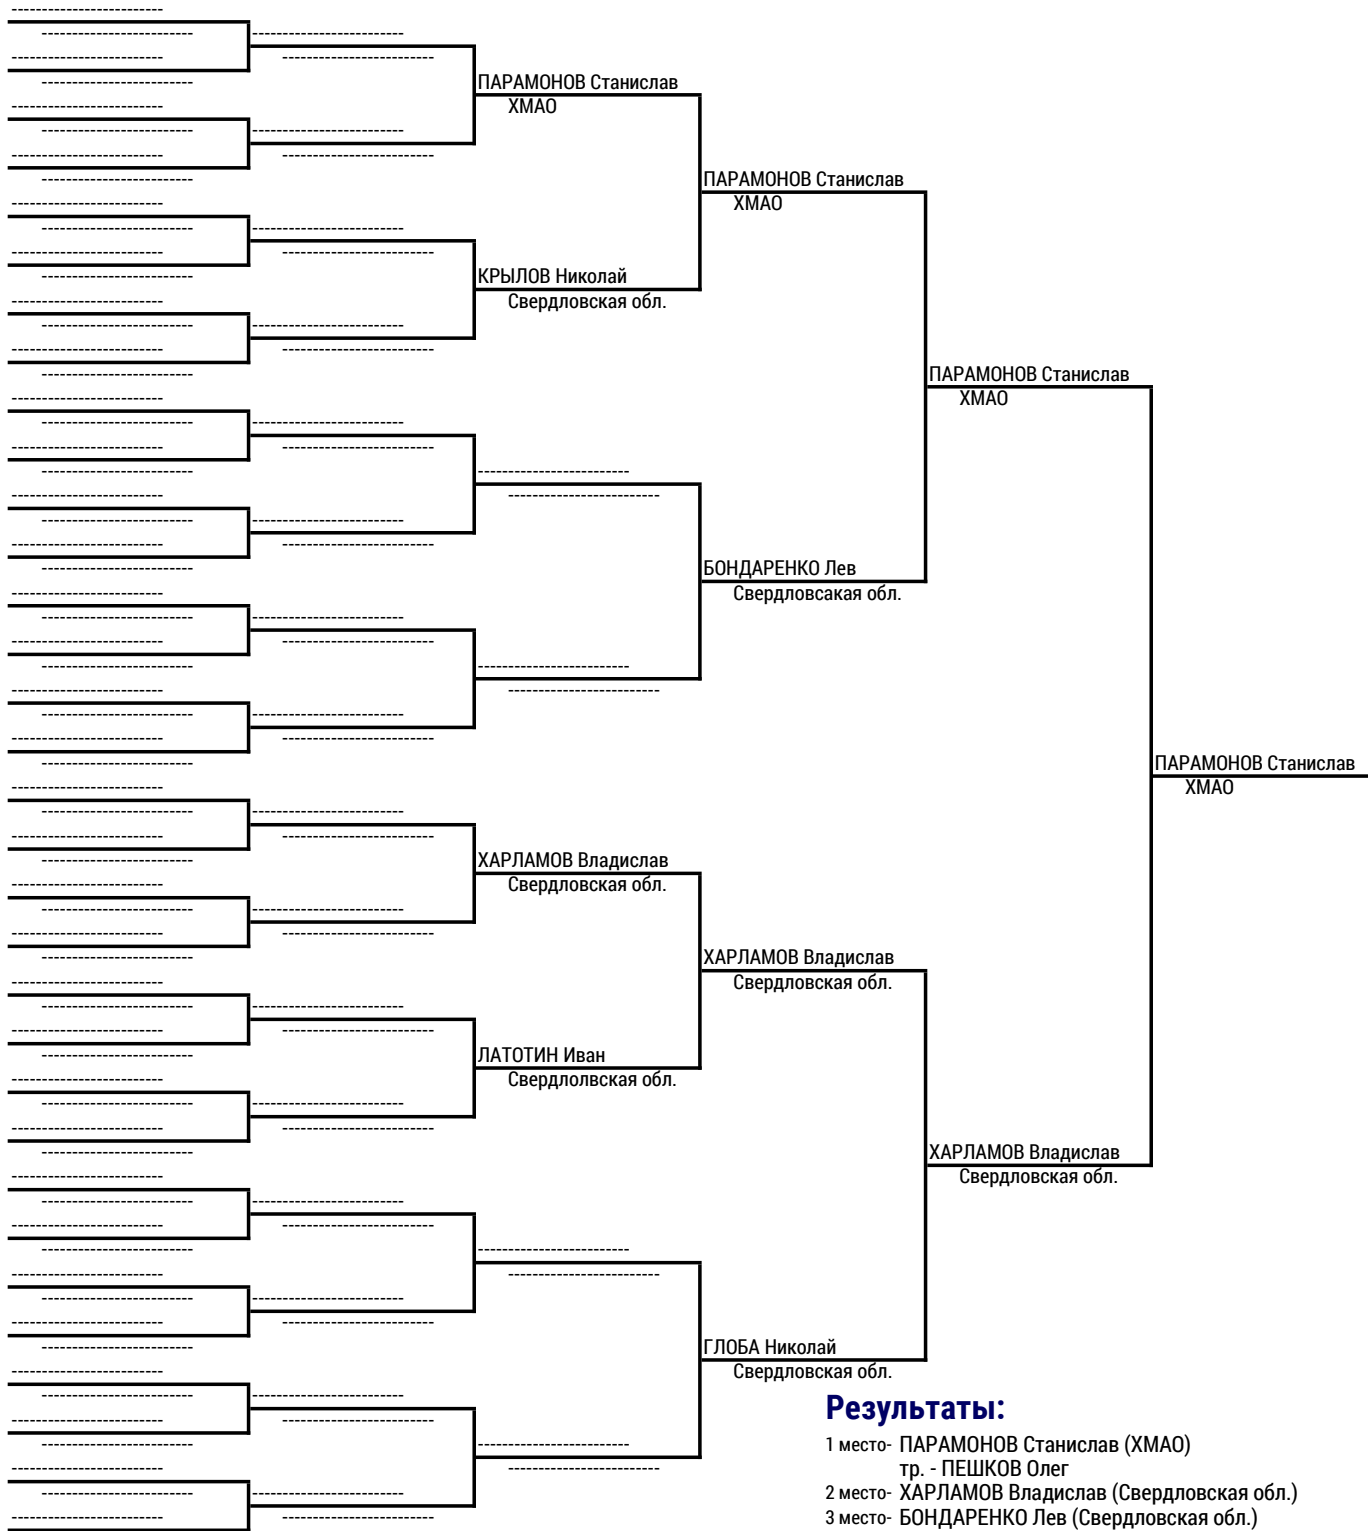 ПАРАМОНОВ Станислав
ХМАО
ПАРАМОНОВ Станислав
ХМАО
КРЫЛОВ Николай
Свердловская обл.
ПАРАМОНОВ Станислав
ХМАО
БОНДАРЕНКО Лев
Свердловсакая обл.
ПАРАМОНОВ Станислав
ХМАО
ХАРЛАМОВ Владислав
Свердловская обл.
ХАРЛАМОВ Владислав
Свердловская обл.
ЛАТОТИН Иван
Свердлолвская обл.
ХАРЛАМОВ Владислав
Свердловская обл.
ГЛОБА Николай
Свердловская обл.
Результаты:
1 место- ПАРАМОНОВ Станислав (ХМАО)
тр. - ПЕШКОВ Олег
2 место- ХАРЛАМОВ Владислав (Свердловская обл.)
3 место- БОНДАРЕНКО Лев (Свердловская обл.)